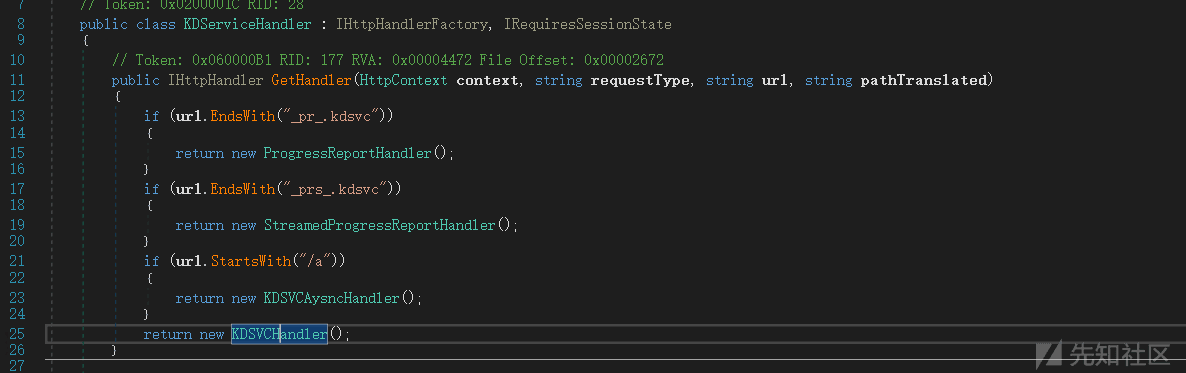 7 // Token: 0x0200001C RID: 28
8 public class KDServiceHandler : IHttpHandlerFactory, IRequiresSessionState
9 {
10 // Token: 0x060000B1 RID: 177 RVA: 0x00004472 File Offset: 0x00002672
11 public IHttpHandler GetHandler(HttpContext context, string requestType, string url, string pathTranslated)
12 {
13 if (url.EndsWith("_pr_.kdsvc"))
14 {
15 return new ProgressReportHandler();
16 }
17 if (url.EndsWith("_prs_.kdsvc"))
18 {
19 return new StreamedProgressReportHandler();
20 }
21 if (url.StartsWith("/a"))
22 {
23 return new KDSVCAysncHandler();
24 }
25 return new KDSVCHandler();
26 }
27
先知社区